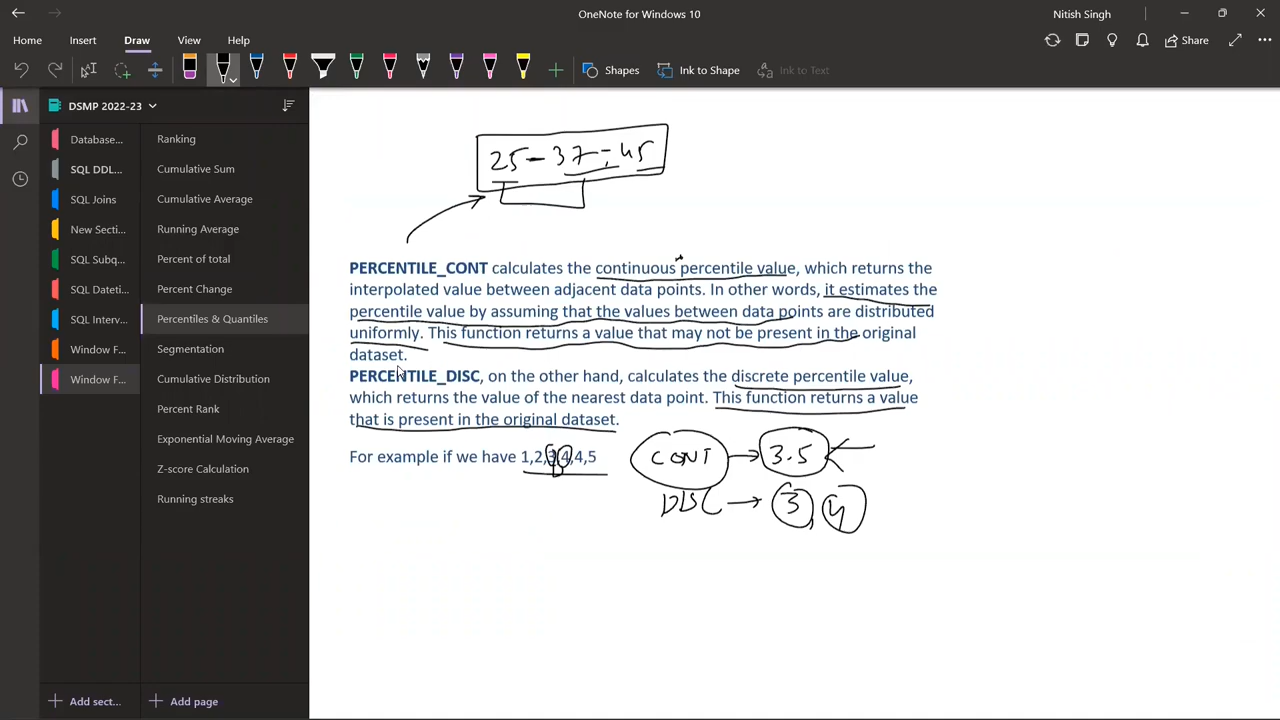 OneNote for Windows 10
Nitish Singh
Home
Insert
Draw
View
Help
Share
Shapes
Ink to Shape
Ink to Text
DSMP 2022-23
Database...
SQL DDL...
SQL Joins
New Secti...
SQL Subq...
SQL Dateti...
SQL Interv...
Window F...
Window F...
Ranking
Cumulative Sum
Cumulative Average
Running Average
Percent of total
Percent Change
Percentiles & Quantiles
Segmentation
Cumulative Distribution
Percent Rank
Exponential Moving Average
Z-score Calculation
Running streaks
Add sect...
Add page
25 - 37 - 45
PERCENTILE_CONT calculates the continuous percentile value, which returns the
interpolated value between adjacent data points. In other words, it estimates the
percentile value by assuming that the values between data points are distributed
uniformly. This function returns a value that may not be present in the original
dataset.
PERCENTILE_DISC, on the other hand, calculates the discrete percentile value,
which returns the value of the nearest data point. This function returns a value
that is present in the original dataset.
For example if we have 1,2,3,4,4,5
CONT → 3.5
DISC → 3, 4